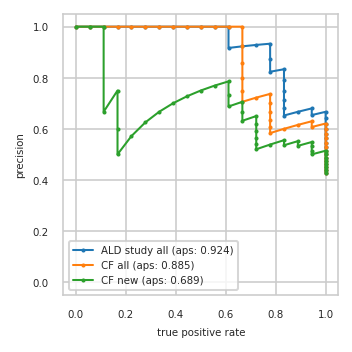 1.0
0.8
0.6
0.4
0.2
0.0
precision
ALD study all (aps: 0.924)
CF all (aps: 0.885)
CF new (aps: 0.689)
0.0 0.2 0.4 0.6 0.8 1.0
true positive rate